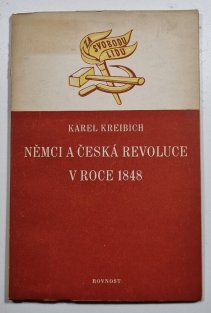 ZA
SVOBODU
LIDU
KAREL KREIBICH
NĚMCI A ČESKÁ REVOLUCE
V ROCE 1848
ROVNOST